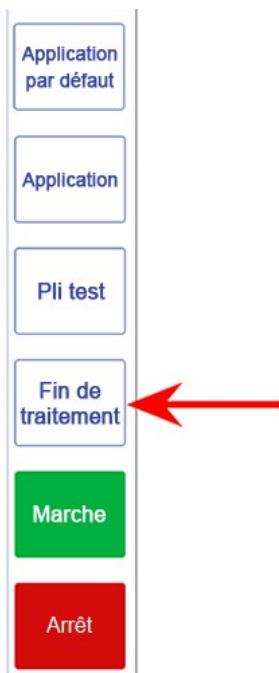 Application
par défaut
Application
Pli test
Fin de
traitement
Marche
Arrêt